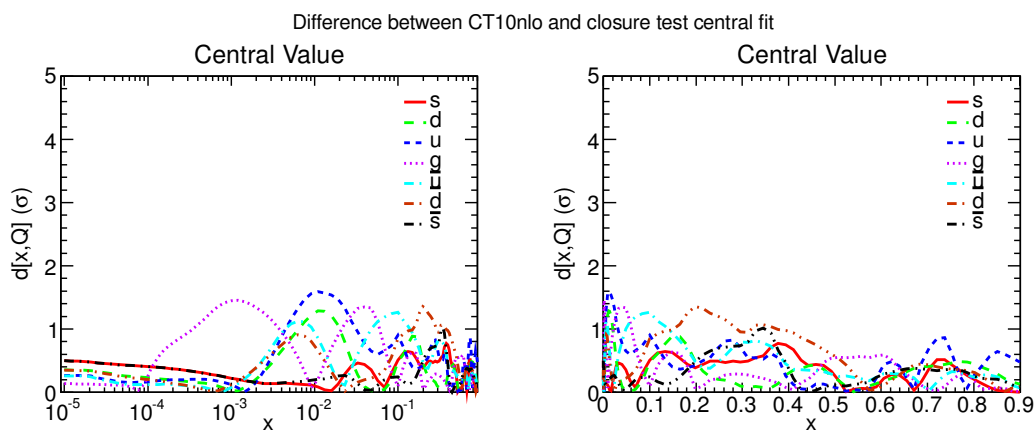 Difference between CT10nlo and closure test central fit
Central Value
5
4
3
2
1
0
d[x,Q] (σ)
s
d
u
g
u̅
d̅
s̅
10⁻⁵
10⁻⁴
10⁻³
10⁻²
10⁻¹
x
Central Value
5
4
3
2
1
0
d[x,Q] (σ)
s
d
u
g
u̅
d̅
s̅
0 0.1 0.2 0.3 0.4 0.5 0.6 0.7 0.8 0.9
x